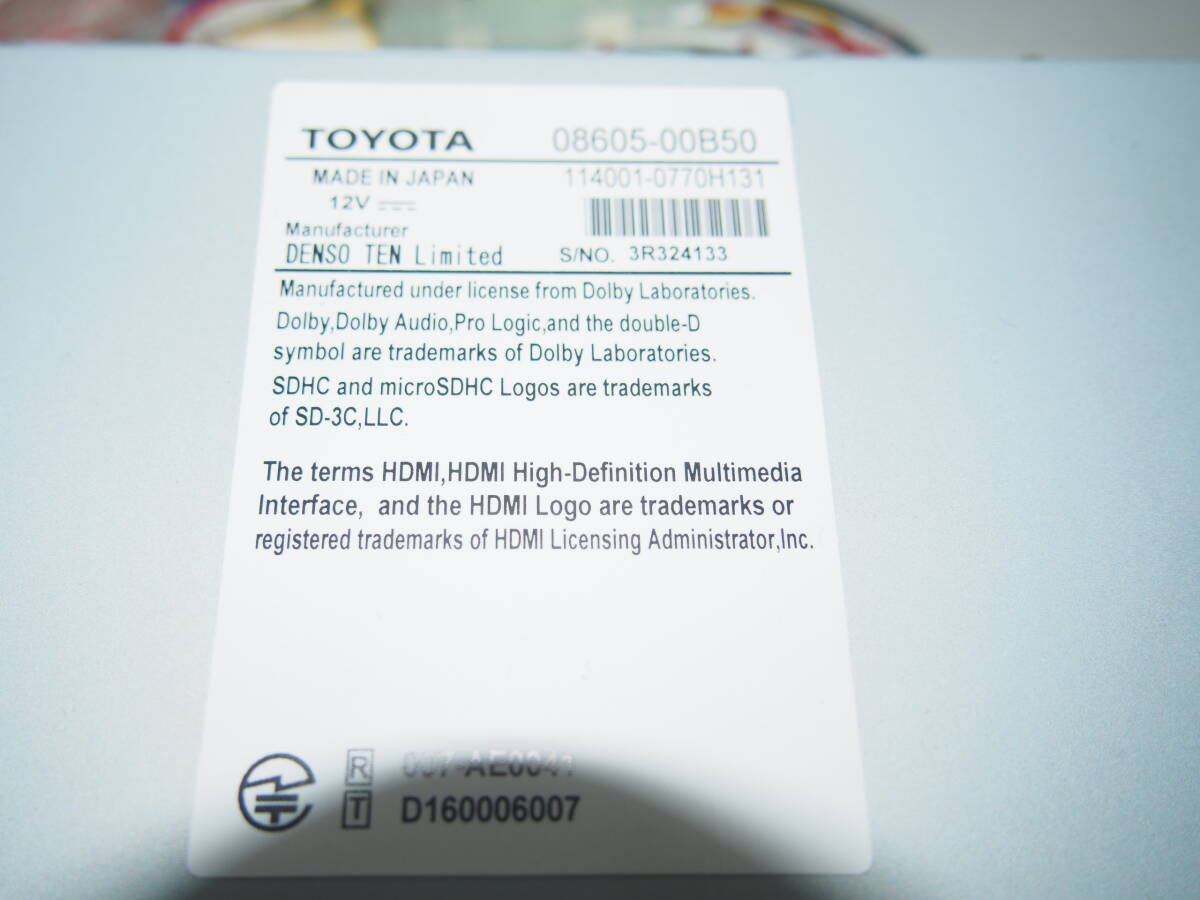 TOYOTA 08605-00B50
MADE IN JAPAN 114001-0770H131
12V
Manufacturer
DENSO TEN Limited S/NO. 3R324133
Manufactured under license from Dolby Laboratories.
Dolby,Dolby Audio,Pro Logic,and the double-D
symbol are trademarks of Dolby Laboratories.
SDHC and microSDHC Logos are trademarks
of SD-3C,LLC.
The terms HDMI,HDMI High-Definition Multimedia
Interface, and the HDMI Logo are trademarks or
registered trademarks of HDMI Licensing Administrator,Inc.
R
T D160006007